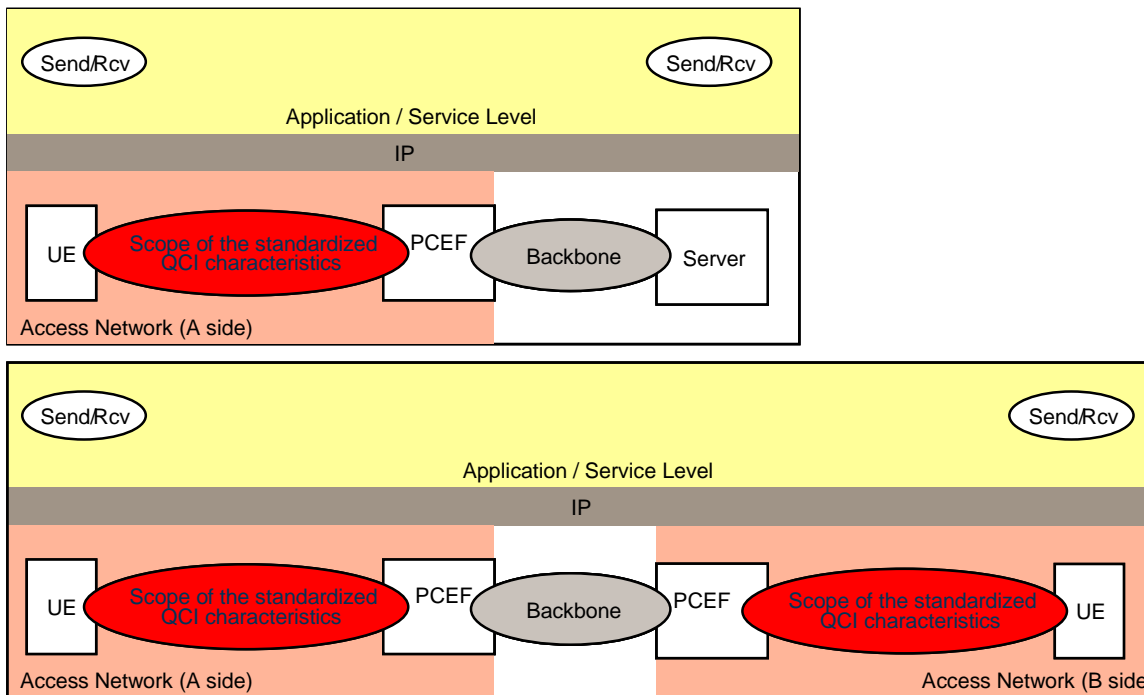 Send/Rcv
Send/Rcv
Application / Service Level
IP
UE
Scope of the standardized
QCI characteristics
PCEF
Backbone
Server
Access Network (A side)
Send/Rcv
Send/Rcv
Application / Service Level
IP
UE
Scope of the standardized
QCI characteristics
PCEF
Backbone
PCEF
Scope of the standardized
QCI characteristics
UE
Access Network (A side)
Access Network (B side